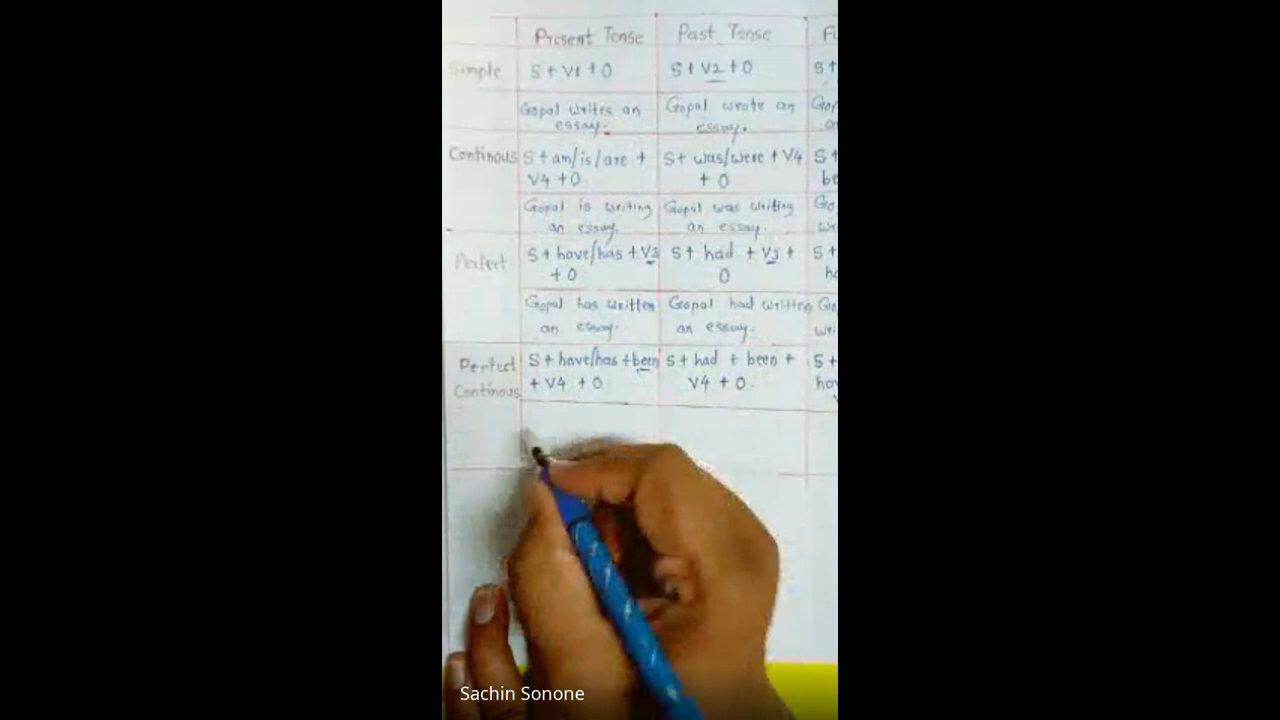 Present Tense
Past Tense
Simple
S + V1 + O
S + V2 + O
Gopal writes an
essay.
Gopal wrote an
essay.
Continous
S + am/is/are +
V4 + O.
S + was/were + V4
+ O
Gopal is writing
an essay.
Gopal was writing
an essay.
Perfect
S + have/has + V3
+ O
S + had + V3 +
O
Gopal has written
an essay.
Gopal had written
an essay.
Perfect
Continous
S + have/has + been
+ V4 + O
S + had + been +
V4 + O.
Sachin Sonone